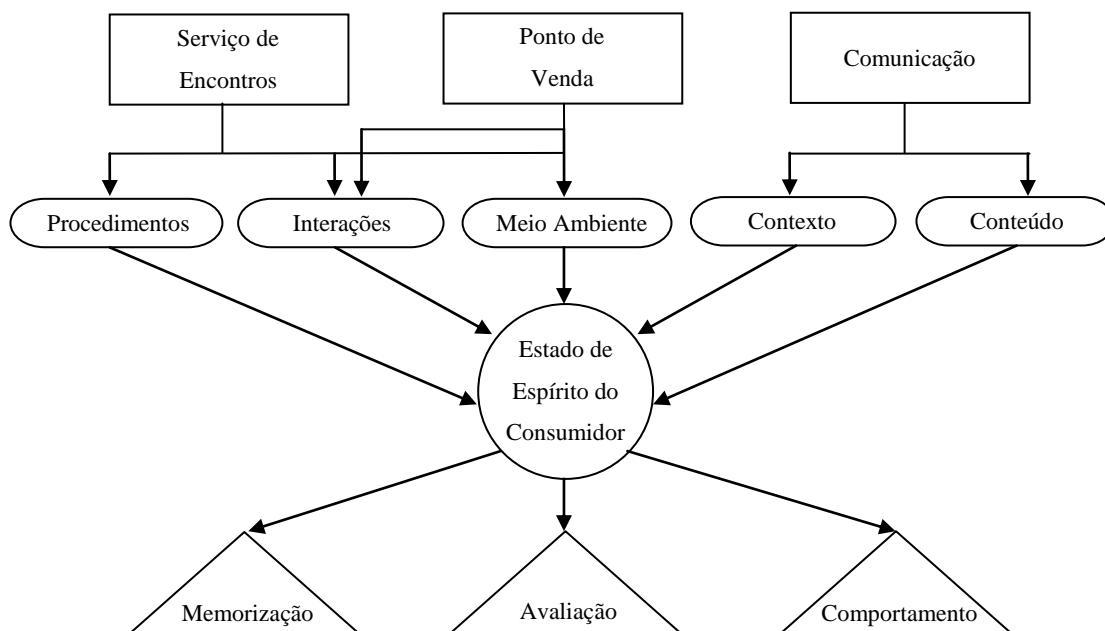 Serviço de
Encontros
Ponto de
Venda
Comunicação
Procedimentos
Interações
Meio Ambiente
Contexto
Conteúdo
Estado de
Espírito do
Consumidor
Memorização
Avaliação
Comportamento